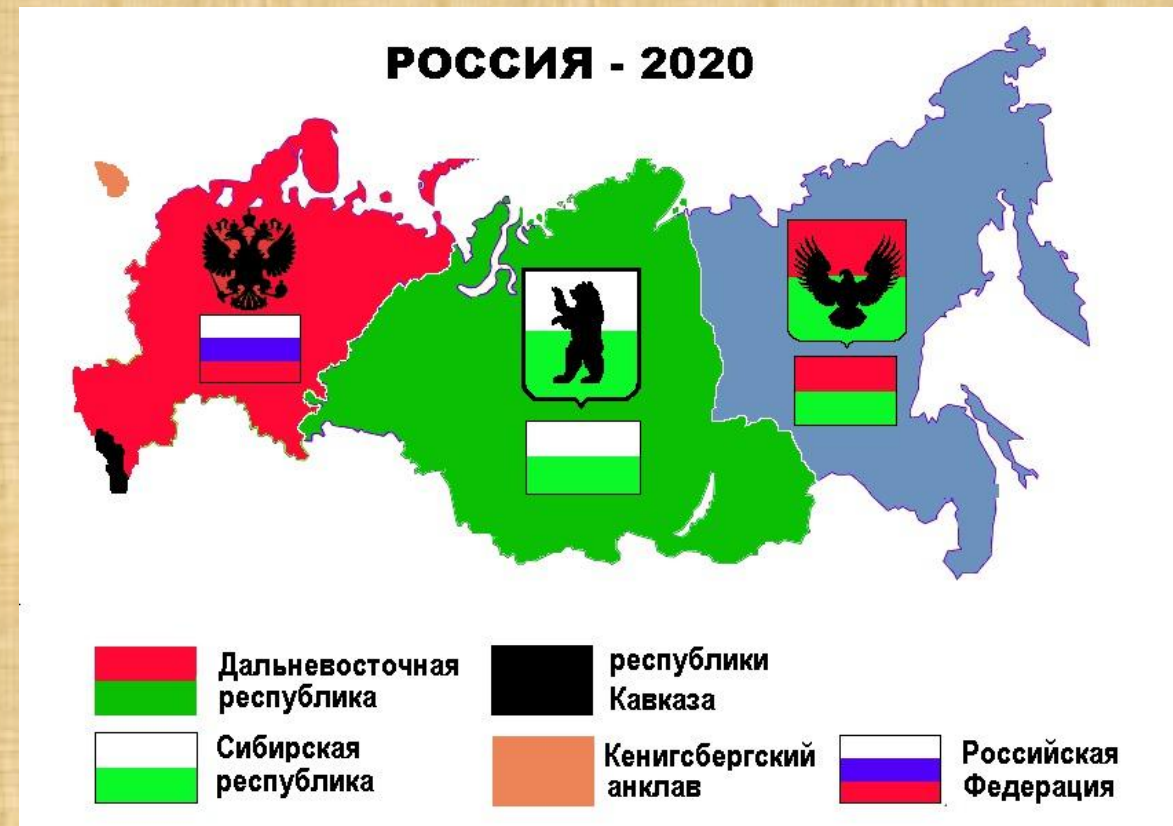 РОССИЯ - 2020
Дальневосточная
республика
республики
Кавказа
Сибирская
республика
Кенигсбергский
анклав
Российская
Федерация